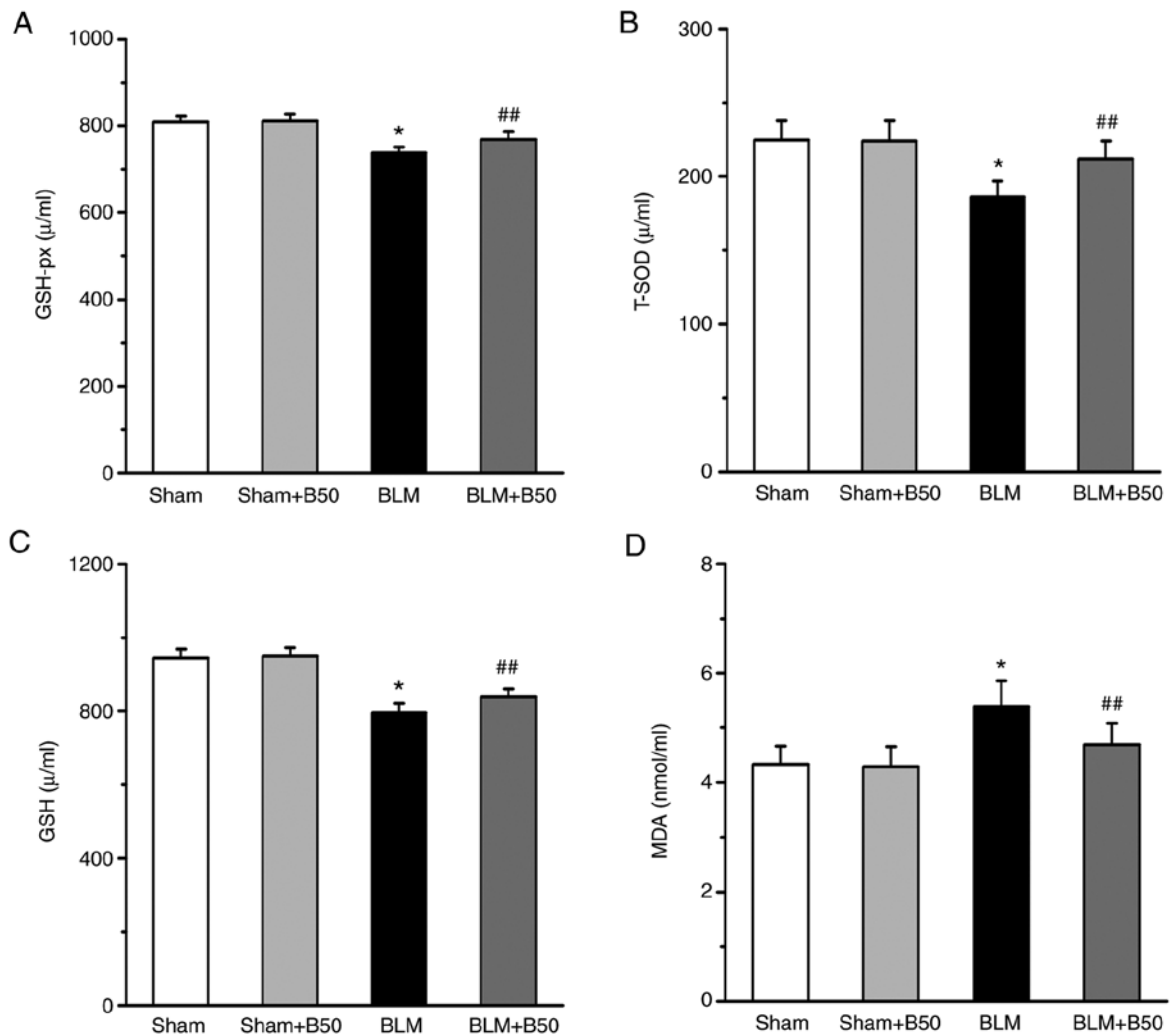 A
1000
800
600
400
200
0
GSH-px (μ/ml)
*
##
Sham Sham+B50 BLM BLM+B50
B
300
200
100
0
T-SOD (μ/ml)
*
##
Sham Sham+B50 BLM BLM+B50
C
1200
800
400
0
GSH (μ/ml)
*
##
Sham Sham+B50 BLM BLM+B50
D
8
6
4
2
0
MDA (nmol/ml)
*
##
Sham Sham+B50 BLM BLM+B50